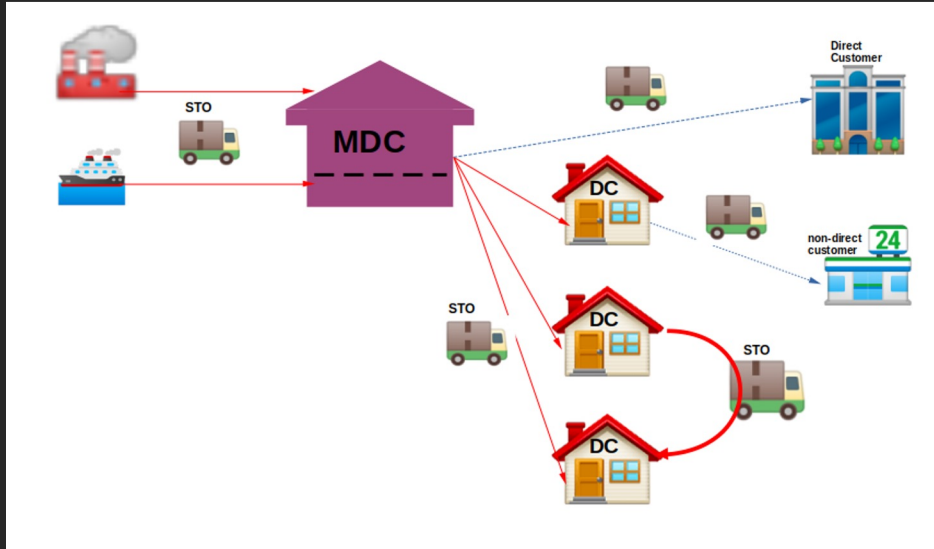 Direct
Customer
STO
MDC
DC
non-direct
customer
24
STO
DC
STO
DC